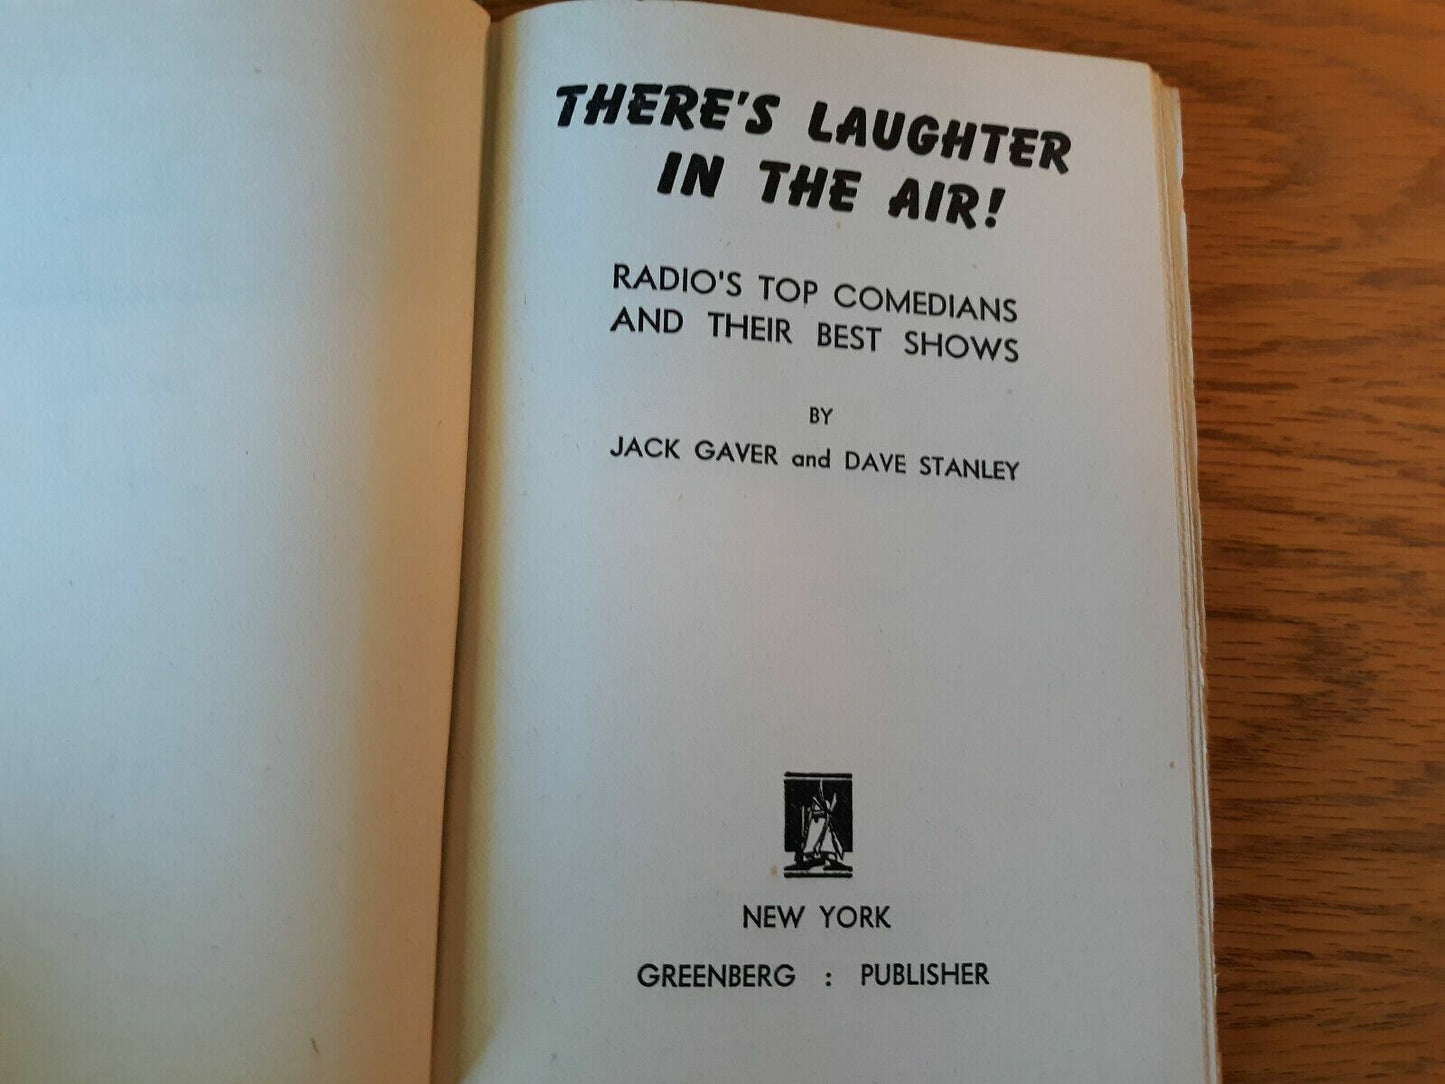 THERE'S LAUGHTER
IN THE AIR!
RADIO'S TOP COMEDIANS
AND THEIR BEST SHOWS
BY
JACK GAVER and DAVE STANLEY
NEW YORK
GREENBERG : PUBLISHER